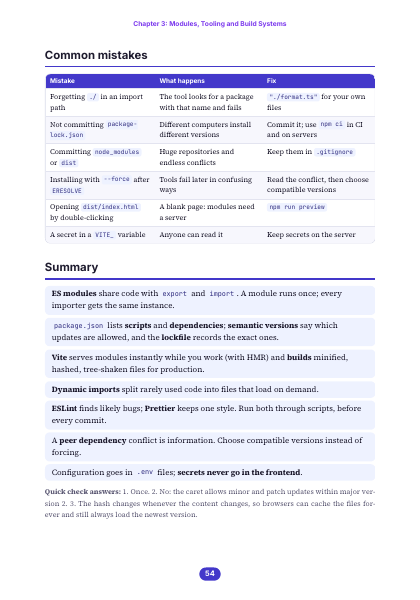 Chapter 3: Modules, Tooling and Build Systems
Common mistakes
Mistake What happens Fix
Forgetting ./ in an import The tool looks for a package "./format.ts" for your own
path with that name and fails files
Not committing package- Different computers install Commit it; use npm ci in CI
lock.json different versions and on servers
Committing node_modules Huge repositories and Keep them in .gitignore
or dist endless conflicts
Installing with --force after Tools fail later in confusing Read the conflict, then choose
ERESOLVE ways compatible versions
Opening dist/index.html A blank page: modules need npm run preview
by double-clicking a server
A secret in a VITE_ variable Anyone can read it Keep secrets on the server
Summary
ES modules share code with export and import. A module runs once; every
importer gets the same instance.
package.json lists scripts and dependencies; semantic versions say which
updates are allowed, and the lockfile records the exact ones.
Vite serves modules instantly while you work (with HMR) and builds minified,
hashed, tree-shaken files for production.
Dynamic imports split rarely used code into files that load on demand.
ESLint finds likely bugs; Prettier keeps one style. Run both through scripts, before
every commit.
A peer dependency conflict is information. Choose compatible versions instead of
forcing.
Configuration goes in .env files; secrets never go in the frontend.
Quick check answers: 1. Once. 2. No: the caret allows minor and patch updates within major ver-
sion 2. 3. The hash changes whenever the content changes, so browsers can cache the files for-
ever and still always load the newest version.
54